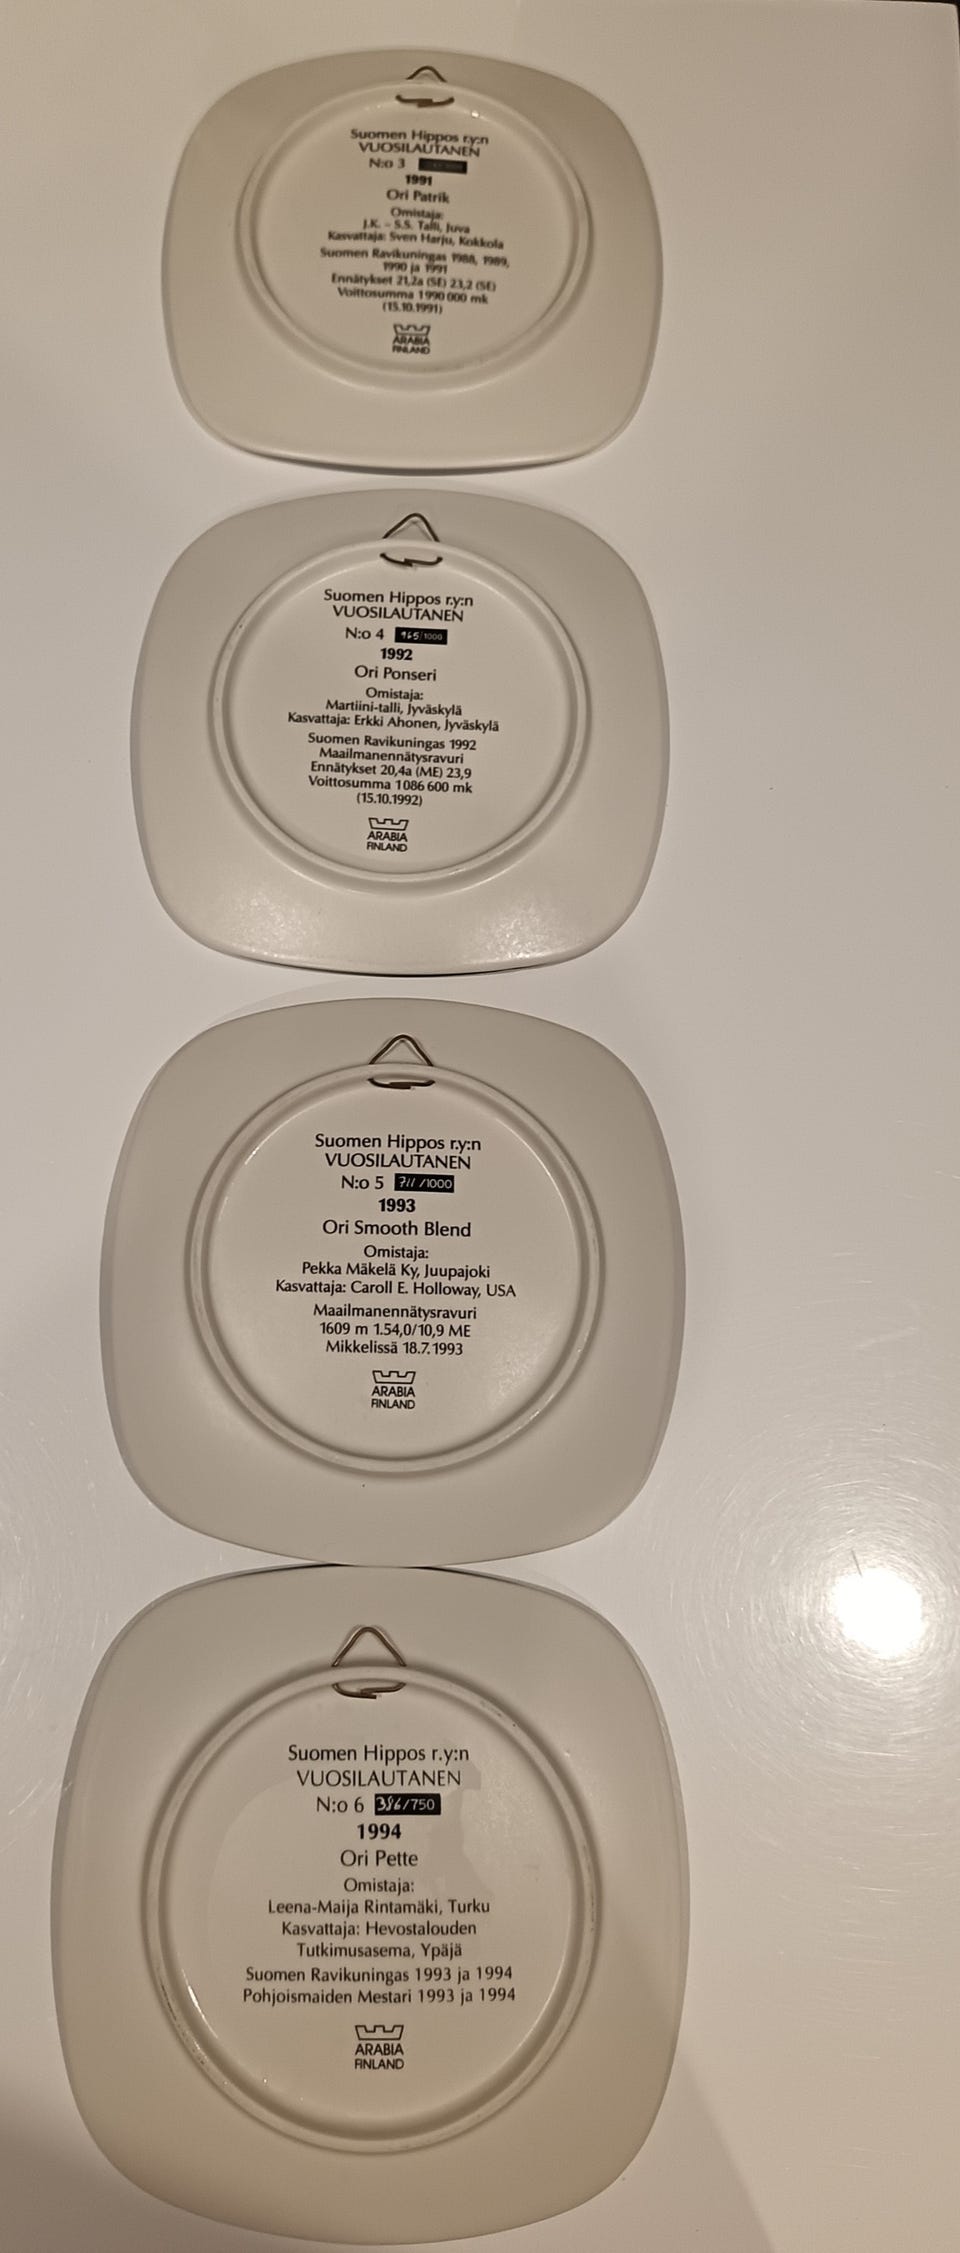 Suomen Hippos r.y:n
VUOSILAUTANEN
N:o 3
1991
Ori Patrik
Omistaja:
J.K. – S.S. Talli, Juva
Kasvattaja: Sven Harju, Kokkola
Suomen Ravikuningas 1988, 1989,
1990 ja 1991
Ennätykset 21,2a (SE) 23,2 (SE)
Voittosumma 1 990 000 mk
(15.10.1991)
ARABIA
FINLAND
Suomen Hippos r.y:n
VUOSILAUTANEN
N:o 4 965/1000
1992
Ori Ponseri
Omistaja:
Martiini-talli, Jyväskylä
Kasvattaja: Erkki Ahonen, Jyväskylä
Suomen Ravikuningas 1992
Maailmanennätysravuri
Ennätykset 20,4a (ME) 23,9
Voittosumma 1 086 600 mk
(15.10.1992)
ARABIA
FINLAND
Suomen Hippos r.y:n
VUOSILAUTANEN
N:o 5 711/1000
1993
Ori Smooth Blend
Omistaja:
Pekka Mäkelä Ky, Juupajoki
Kasvattaja: Caroll E. Holloway, USA
Maailmanennätysravuri
1609 m 1.54,0/10,9 ME
Mikkelissä 18.7.1993
ARABIA
FINLAND
Suomen Hippos r.y:n
VUOSILAUTANEN
N:o 6 386/750
1994
Ori Pette
Omistaja:
Leena-Maija Rintamäki, Turku
Kasvattaja: Hevostalouden
Tutkimusasema, Ypäjä
Suomen Ravikuningas 1993 ja 1994
Pohjoismaiden Mestari 1993 ja 1994
ARABIA
FINLAND